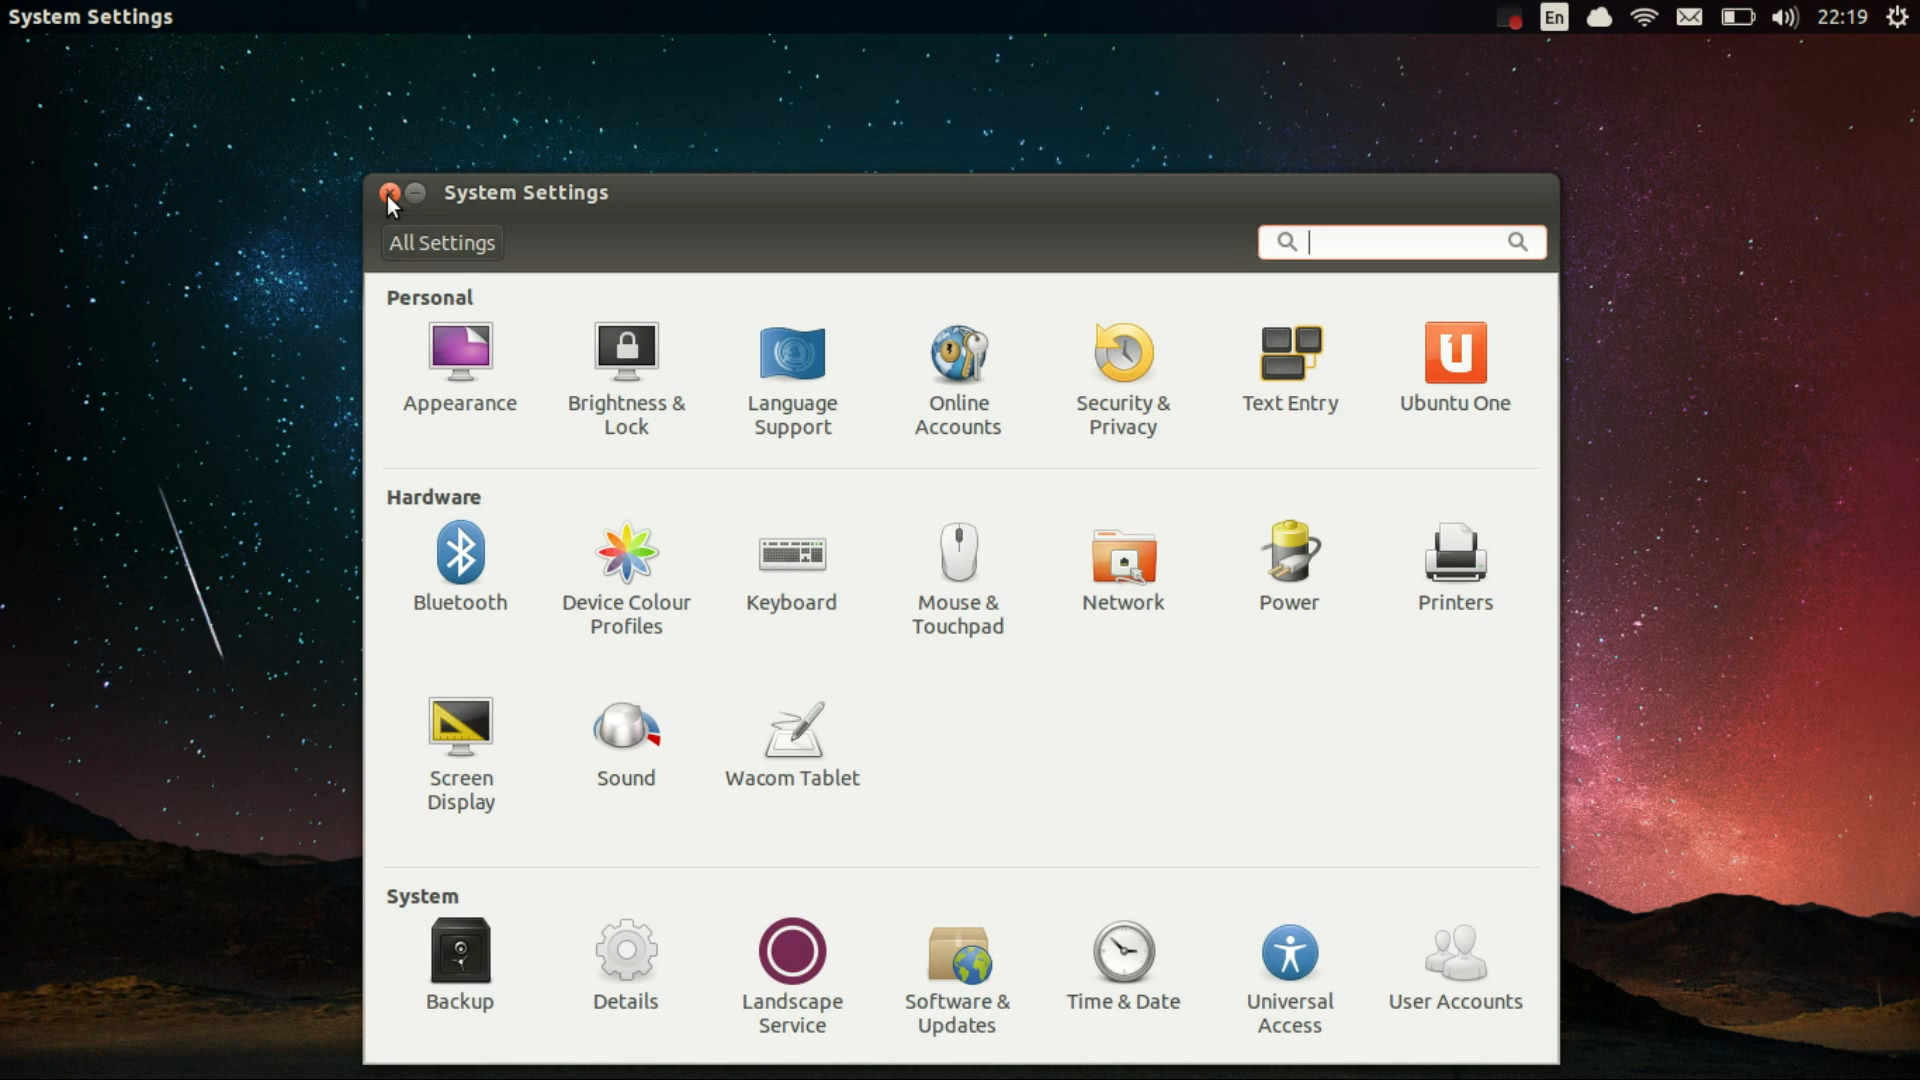 System Settings
En
22:19
System Settings
All Settings
Personal
Appearance
Brightness &
Lock
Language
Support
Online
Accounts
Security &
Privacy
Text Entry
Ubuntu One
Hardware
Bluetooth
Device Colour
Profiles
Keyboard
Mouse &
Touchpad
Network
Power
Printers
Screen
Display
Sound
Wacom Tablet
System
Backup
Details
Landscape
Service
Software &
Updates
Time & Date
Universal
Access
User Accounts